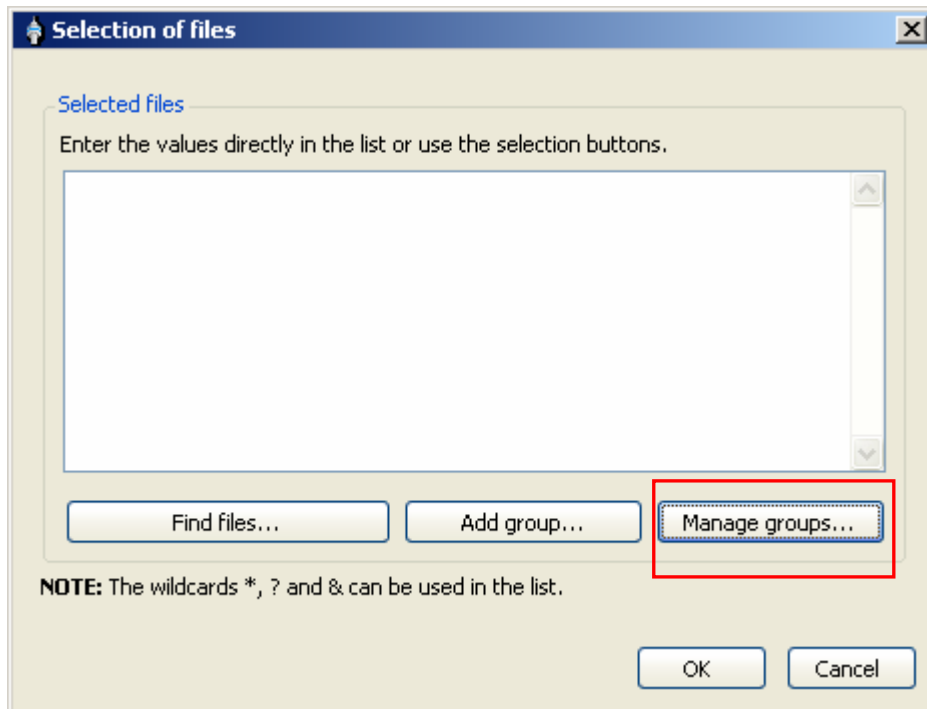 Selection of files
Selected files
Enter the values directly in the list or use the selection buttons.
Find files... Add group... Manage groups...
NOTE: The wildcards *, ? and & can be used in the list.
OK Cancel